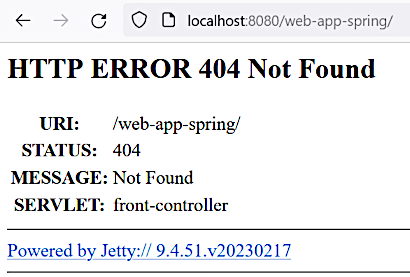 localhost:8080/web-app-spring/
HTTP ERROR 404 Not Found
URI: /web-app-spring/
STATUS: 404
MESSAGE: Not Found
SERVLET: front-controller
Powered by Jetty:// 9.4.51.v20230217